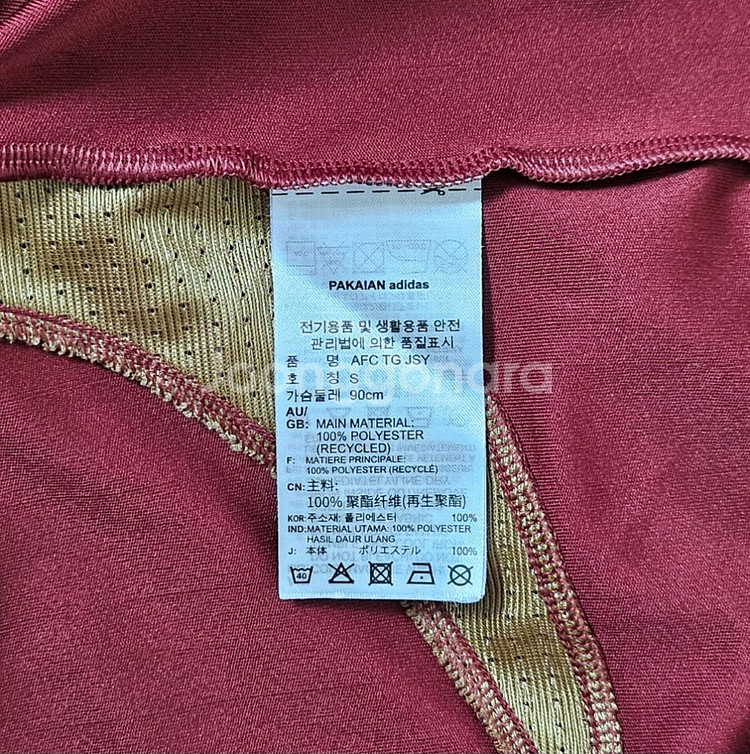 PAKAIAN adidas
전기용품 및 생활용품 안전
관리법에 의한 품질표시
품 명 AFC TG JSY
호 칭 S
가슴둘레 90cm
AU/
GB: MAIN MATERIAL:
100% POLYESTER
(RECYCLED)
F: MATIERE PRINCIPALE:
100% POLYESTER (RECYCLÉ)
CN:主料:
100% 聚酯纤维(再生聚酯)
KOR:주소재: 폴리에스터 100%
IND:MATERIAL UTAMA: 100% POLYESTER
HASIL DAUR ULANG
J: 本体 ポリエステル 100%
40